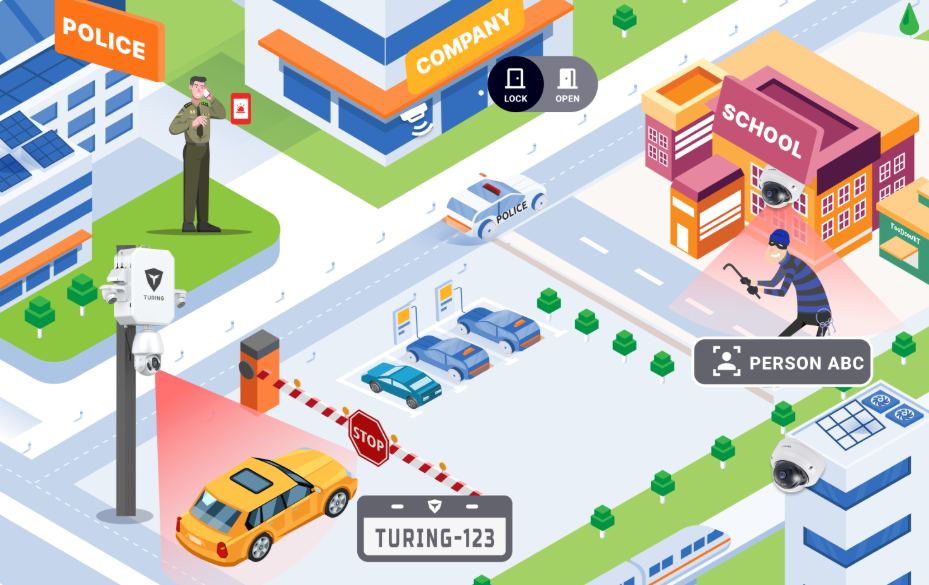 POLICE
COMPANY
LOCK
OPEN
SCHOOL
POLICE
TURING
STOP
PERSON ABC
TURING-123